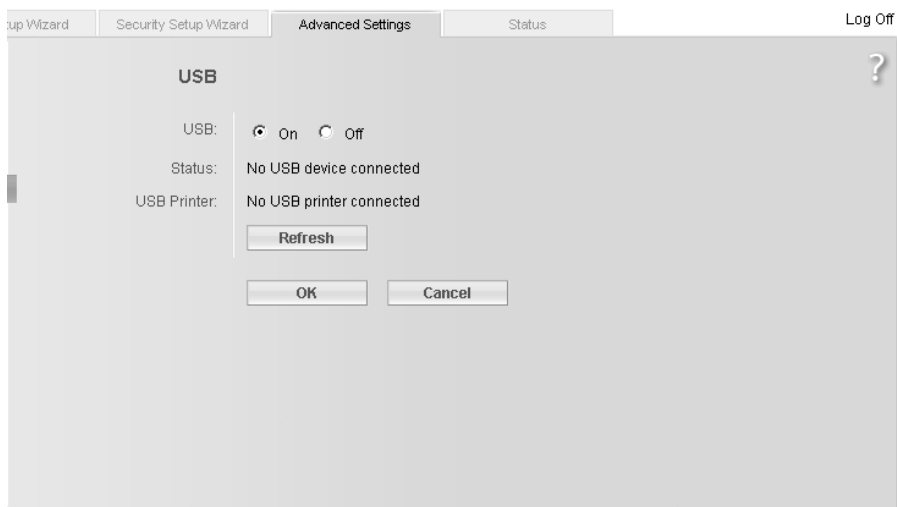 tup Wizard Security Setup Wizard Advanced Settings Status Log Off
USB
?
USB: On Off
Status: No USB device connected
USB Printer: No USB printer connected
Refresh
OK Cancel